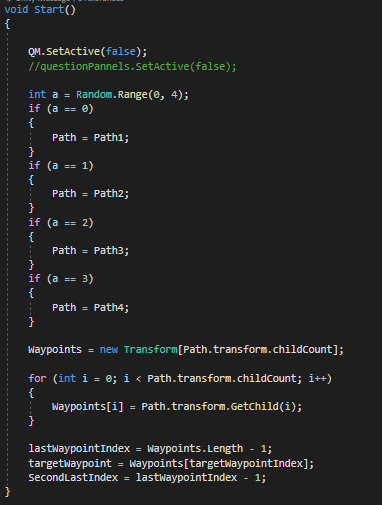 void Start()
{
QM.SetActive(false);
//questionPannels.SetActive(false);
int a = Random.Range(0, 4);
if (a == 0)
{
Path = Path1;
}
if (a == 1)
{
Path = Path2;
}
if (a == 2)
{
Path = Path3;
}
if (a == 3)
{
Path = Path4;
}
Waypoints = new Transform[Path.transform.childCount];
for (int i = 0; i < Path.transform.childCount; i++)
{
Waypoints[i] = Path.transform.GetChild(i);
}
lastWaypointIndex = Waypoints.Length - 1;
targetWaypoint = Waypoints[targetWaypointIndex];
SecondLastIndex = lastWaypointIndex - 1;
}